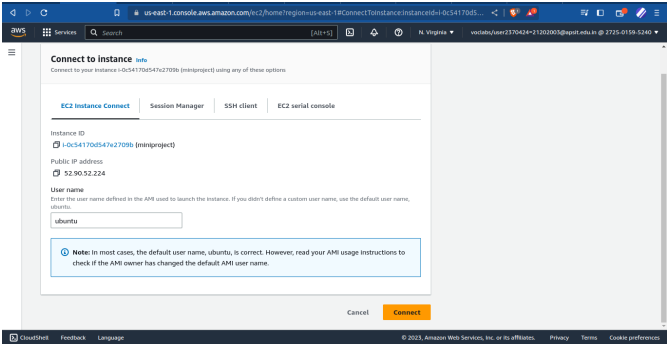 us-east-1.console.aws.amazon.com/ec2/home?region=us-east-1#ConnectToInstance:instanceId=i-0c54170d5...
aws Services Search [Alt+S] N. Virginia voclabs/user2370424=21202003@apsit.edu.in @ 2725-0159-5240
Connect to instance Info
Connect to your instance i-0c54170d547e2709b (miniproject) using any of these options
EC2 Instance Connect Session Manager SSH client EC2 serial console
Instance ID
i-0c54170d547e2709b (miniproject)
Public IP address
52.90.52.224
User name
Enter the user name defined in the AMI used to launch the instance. If you didn't define a custom user name, use the default user name,
ubuntu.
ubuntu
Note: In most cases, the default user name, ubuntu, is correct. However, read your AMI usage instructions to
check if the AMI owner has changed the default AMI user name.
Cancel Connect
CloudShell Feedback Language © 2023, Amazon Web Services, Inc. or its affiliates. Privacy Terms Cookie preferences